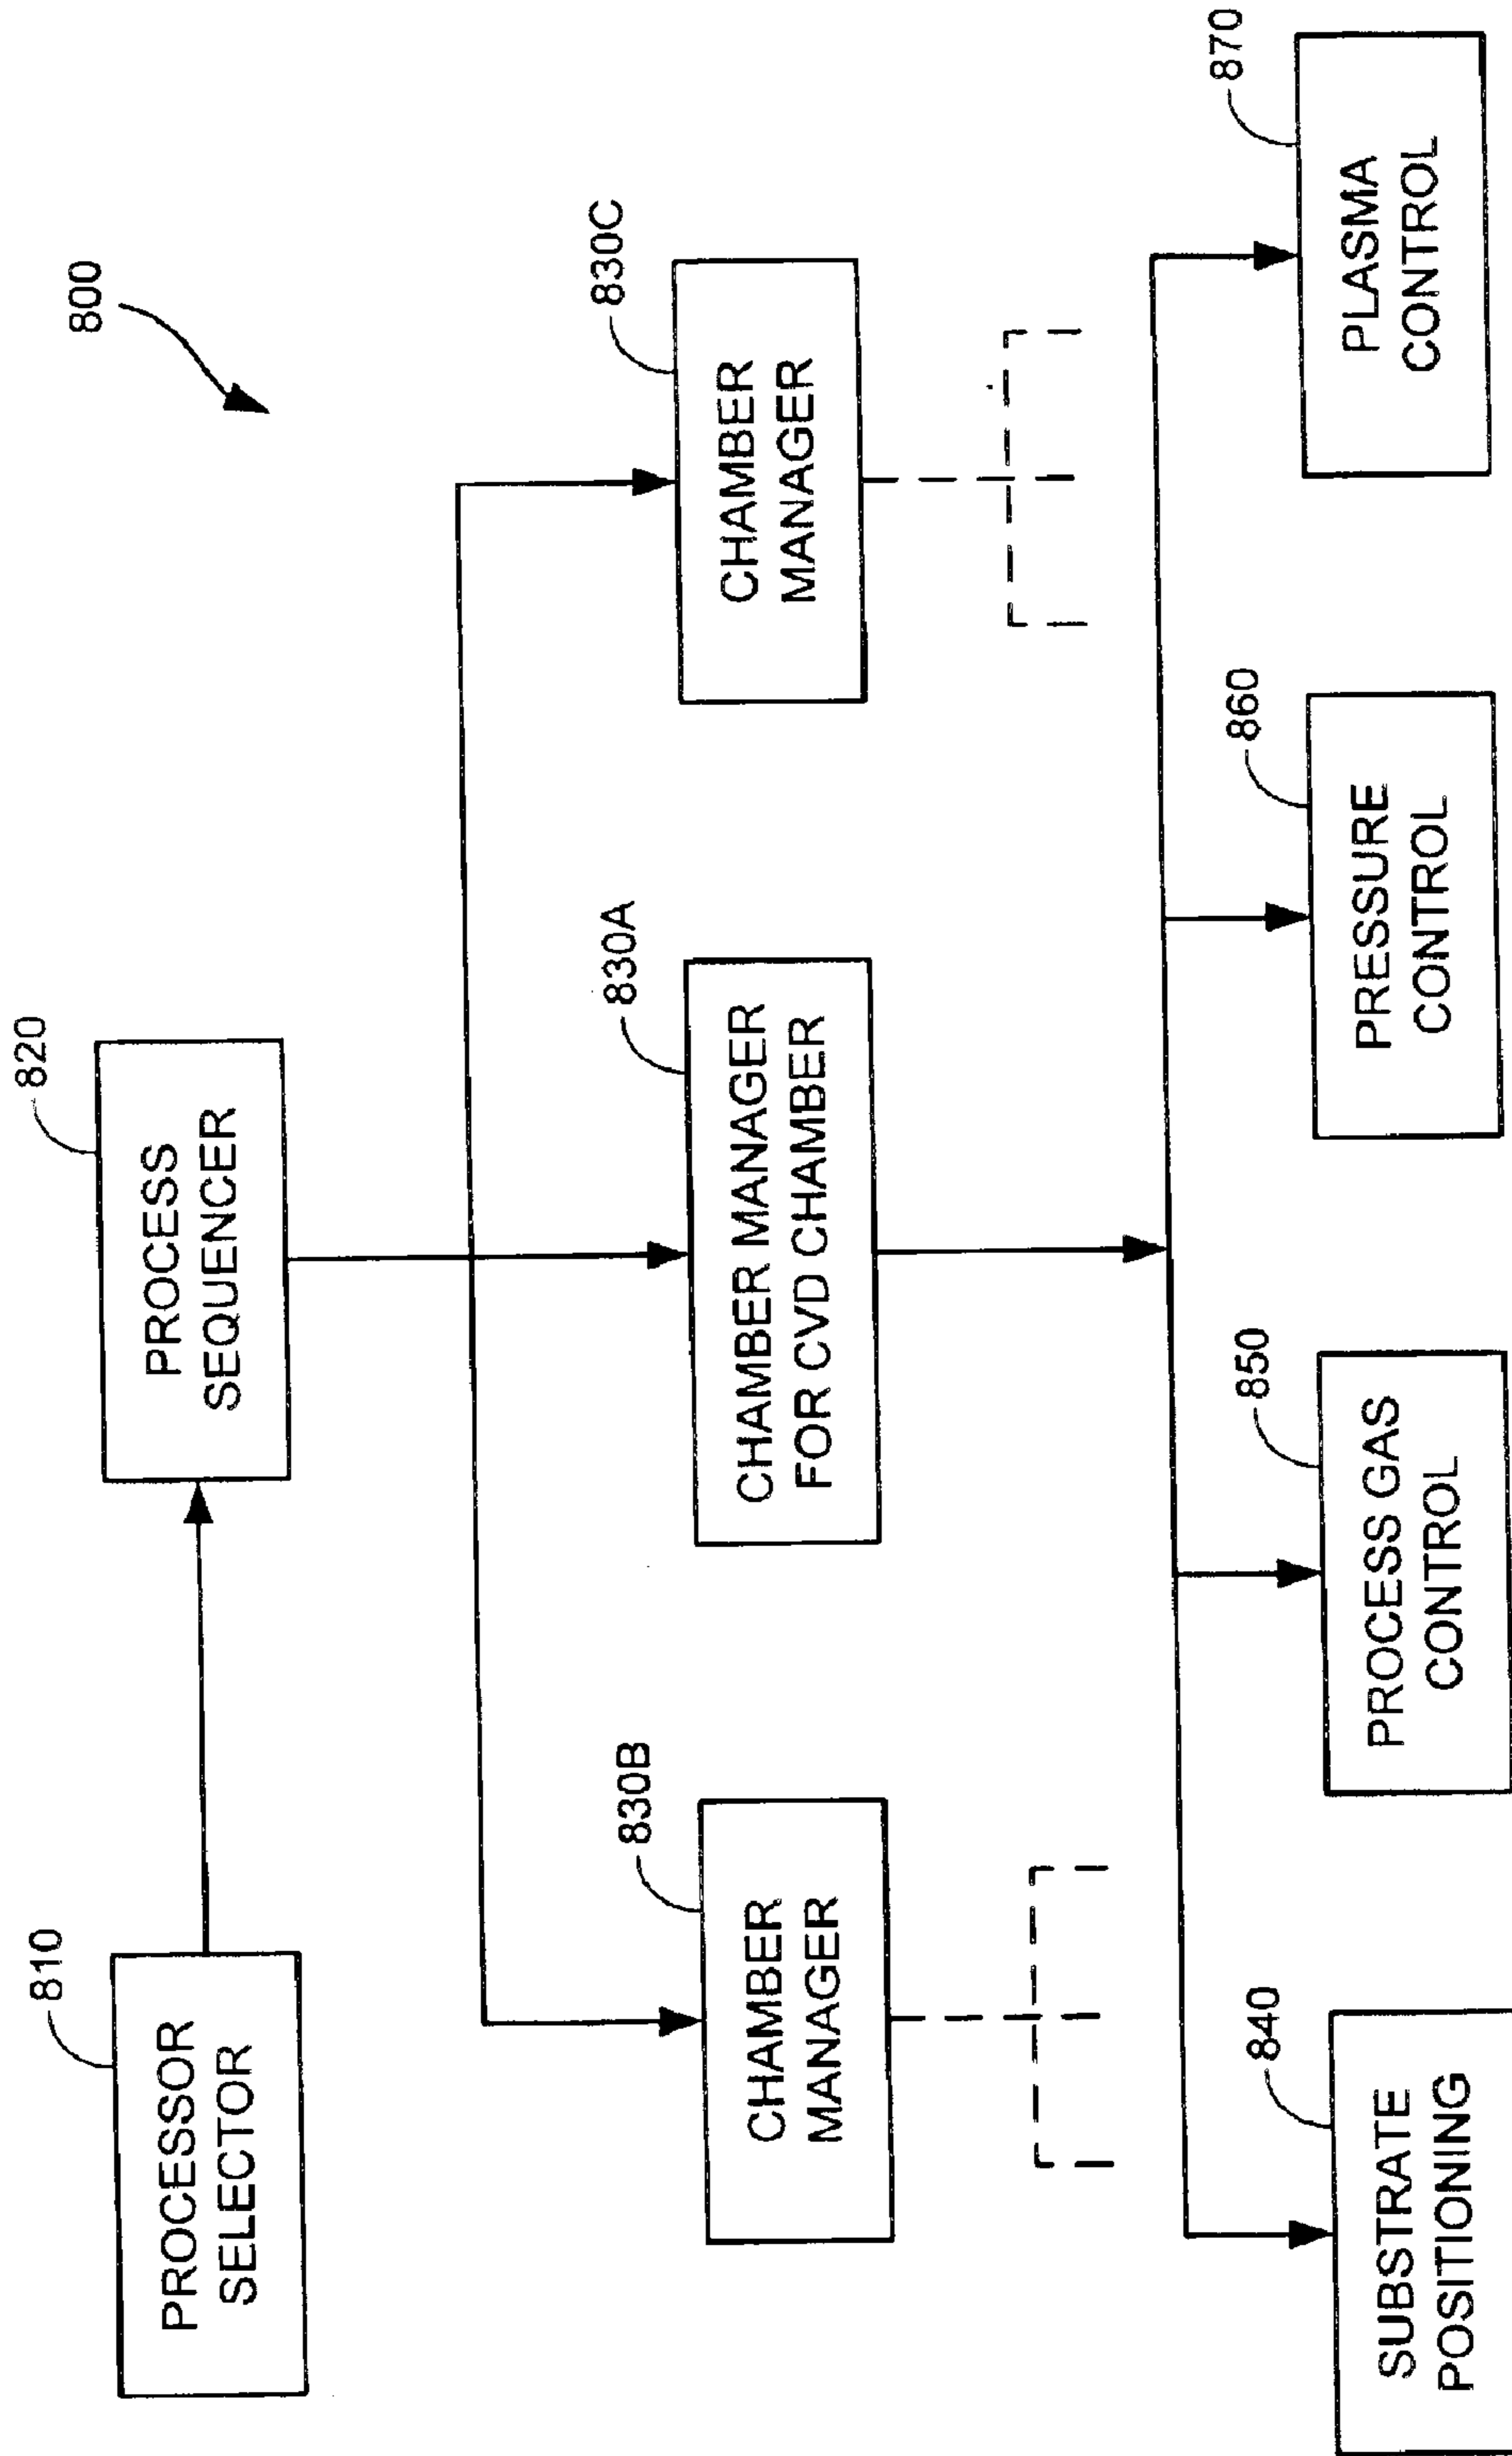 800
810
PROCESSOR
SELECTOR
820
PROCESS
SEQUENCER
830B
CHAMBER
MANAGER
830A
CHAMBER MANAGER
FOR CVD CHAMBER
830C
CHAMBER
MANAGER
840
SUBSTRATE
POSITIONING
850
PROCESS GAS
CONTROL
860
PRESSURE
CONTROL
870
PLASMA
CONTROL